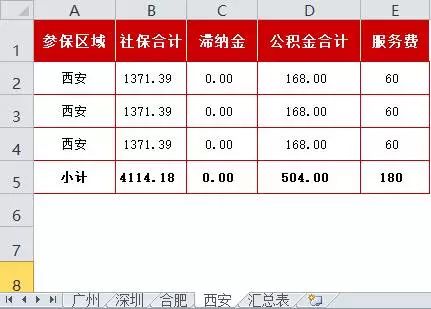 A B C D E
1 参保区域 社保合计 滞纳金 公积金合计 服务费
2 西安 1371.39 0.00 168.00 60
3 西安 1371.39 0.00 168.00 60
4 西安 1371.39 0.00 168.00 60
5 小计 4114.18 0.00 504.00 180
6
7
8
广州 深圳 合肥 西安 汇总表